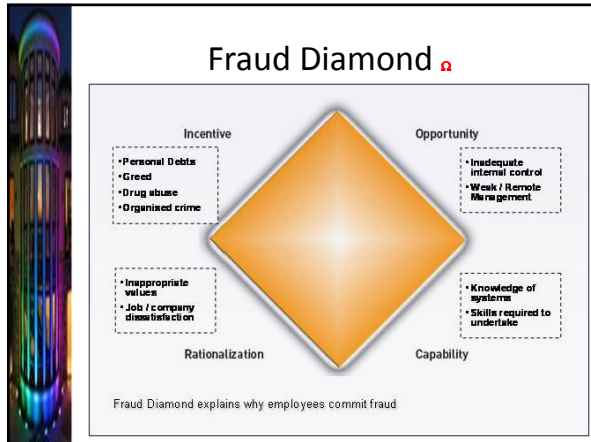 Fraud Diamond Ω
Incentive
•Personal Debts
•Greed
•Drug abuse
•Organised crime
Opportunity
•Inadequate
internal control
•Weak / Remote
Management
•Inappropriate
values
•Job / company
dissatisfaction
Rationalization
•Knowledge of
systems
•Skills required to
undertake
Capability
Fraud Diamond explains why employees commit fraud